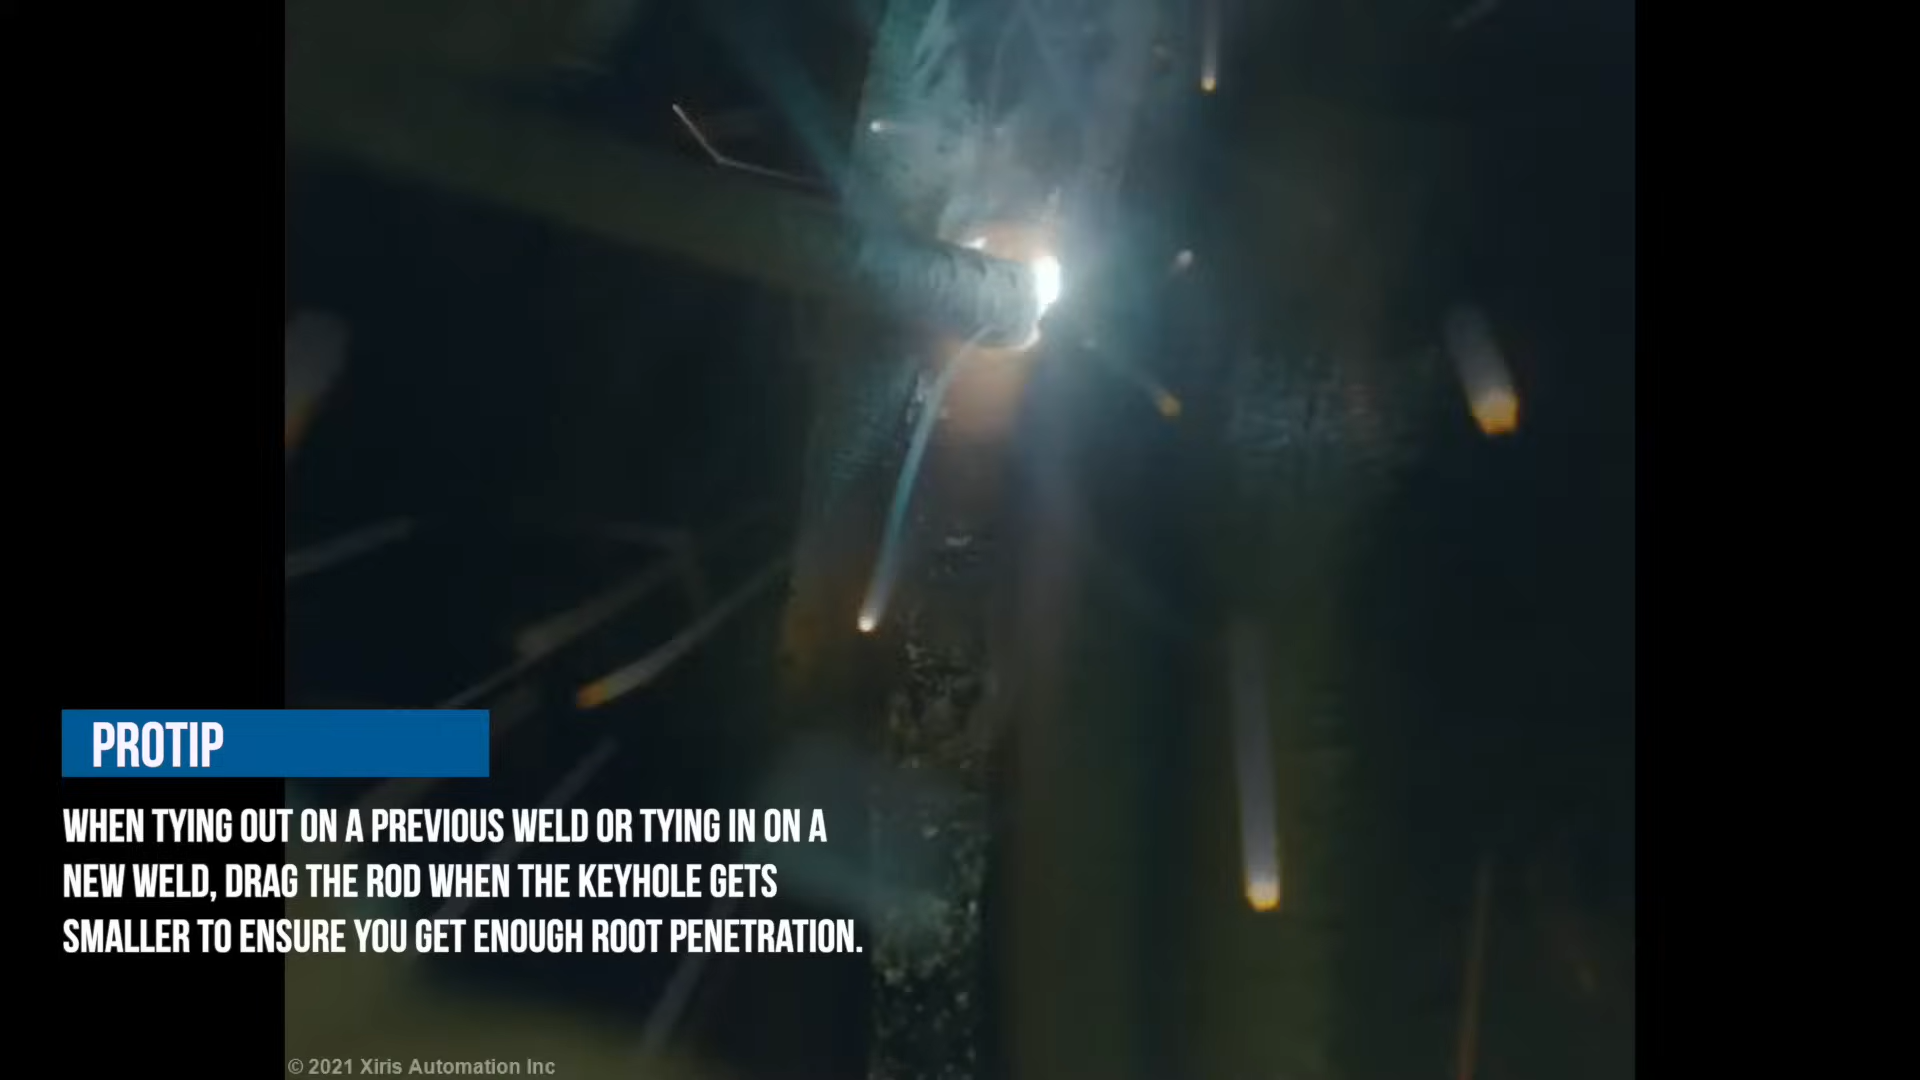 PROTIP
WHEN TYING OUT ON A PREVIOUS WELD OR TYING IN ON A
NEW WELD, DRAG THE ROD WHEN THE KEYHOLE GETS
SMALLER TO ENSURE YOU GET ENOUGH ROOT PENETRATION.
© 2021 Xiris Automation Inc